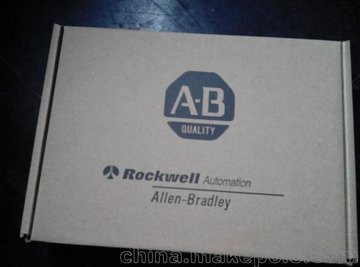 A-B
QUALITY
Rockwell Automation
Allen-Bradley
china.makepolo.com